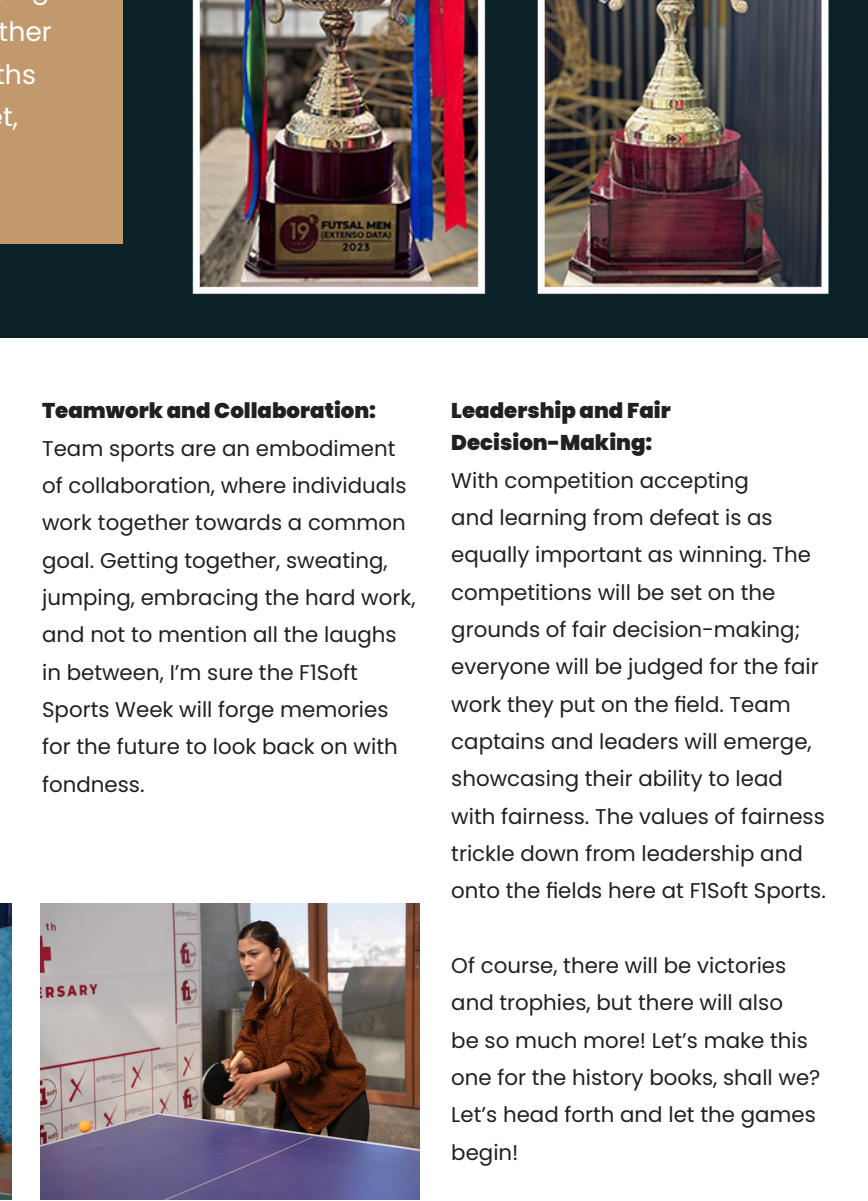 ther
ths
19
FUTSAL MEN
(EXTENSO DATA)
2023
Teamwork and Collaboration:
Team sports are an embodiment
of collaboration, where individuals
work together towards a common
goal. Getting together, sweating,
jumping, embracing the hard work,
and not to mention all the laughs
in between, I’m sure the F1Soft
Sports Week will forge memories
for the future to look back on with
fondness.
th
ERSARY
f1
soft
Leadership and Fair
Decision-Making:
With competition accepting
and learning from defeat is as
equally important as winning. The
competitions will be set on the
grounds of fair decision-making;
everyone will be judged for the fair
work they put on the field. Team
captains and leaders will emerge,
showcasing their ability to lead
with fairness. The values of fairness
trickle down from leadership and
onto the fields here at F1Soft Sports.
Of course, there will be victories
and trophies, but there will also
be so much more! Let’s make this
one for the history books, shall we?
Let’s head forth and let the games
begin!